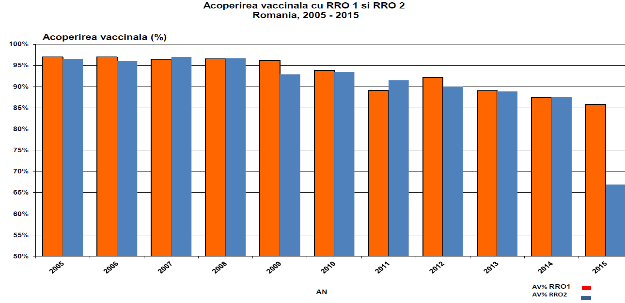 Acoperirea vaccinala cu RRO 1 si RRO 2
Romania, 2005 - 2015
Acoperirea vaccinala (%)
100%
95%
90%
85%
80%
75%
70%
65%
60%
55%
50%
2005 2006 2007 2008 2009 2010 2011 2012 2013 2014 2015
AN
AV% RRO1
AV% RRO2